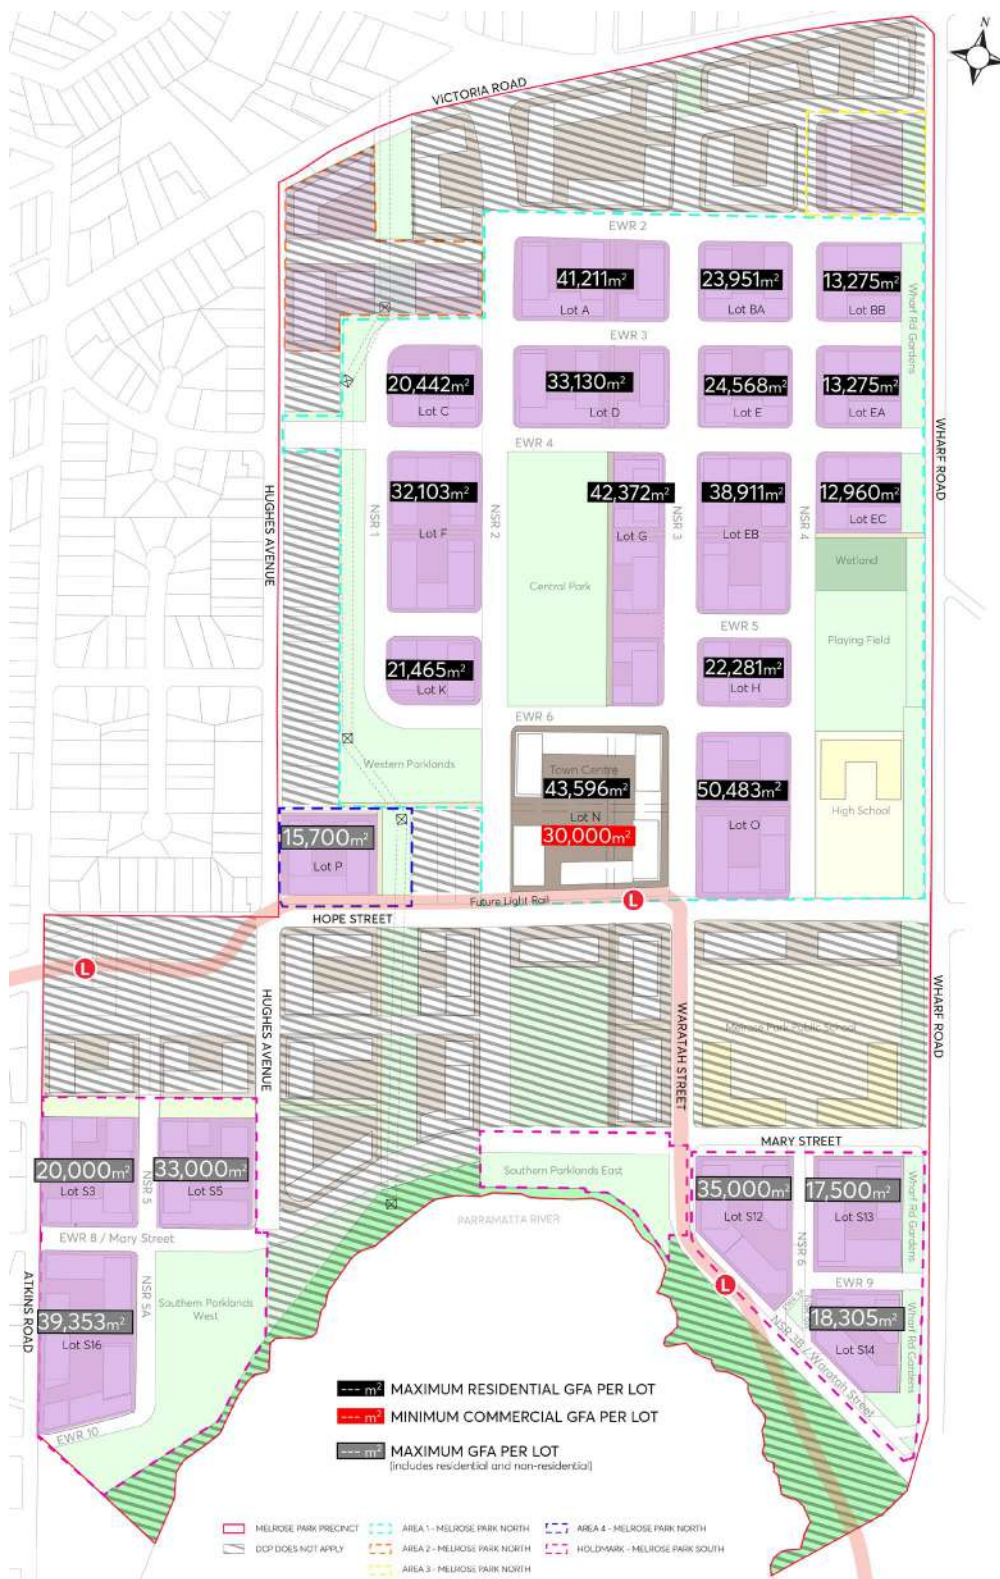 N
VICTORIA ROAD
EWR 2
41,211m²
Lot A
23,951m²
Lot BA
13,275m²
Lot BB
Wharf Rd Gardens
EWR 3
20,442m²
Lot C
33,130m²
Lot D
24,568m²
Lot E
13,275m²
Lot EA
EWR 4
WHARF ROAD
HUGHES AVENUE
NSR 1
32,103m²
Lot F
NSR 2
42,372m²
Lot G
NSR 3
38,911m²
Lot EB
NSR 4
12,960m²
Lot EC
Wetland
Central Park
EWR 5
Playing Field
21,465m²
Lot K
22,281m²
Lot H
EWR 6
Western Parklands
Town Centre
43,596m²
Lot N
30,000m²
50,483m²
Lot O
High School
15,700m²
Lot P
Future Light Rail
L
HOPE STREET
L
HUGHES AVENUE
WARATAH STREET
Melrose Park Public School
WHARF ROAD
MARY STREET
20,000m²
Lot S3
NSR 5
33,000m²
Lot S5
Southern Parklands East
35,000m²
Lot S12
17,500m²
Lot S13
Wharf Rd Gardens
PARRAMATTA RIVER
EWR 8 / Mary Street
NSR 6
EWR 9
ATKINS ROAD
NSR 5A
Southern Parklands
West
L
39,353m²
Lot S16
18,305m²
Lot S14
Wharf Rd Gardens
NSR 3B / Waratah Street
EWR 10
--- m² MAXIMUM RESIDENTIAL GFA PER LOT
--- m² MINIMUM COMMERCIAL GFA PER LOT
--- m² MAXIMUM GFA PER LOT
(includes residential and non-residential)
MELROSE PARK PRECINCT
AREA 1 - MELROSE PARK NORTH
AREA 4 - MELROSE PARK NORTH
DCP DOES NOT APPLY
AREA 2 - MELROSE PARK NORTH
HOLDMARK - MELROSE PARK SOUTH
AREA 3 - MELROSE PARK NORTH